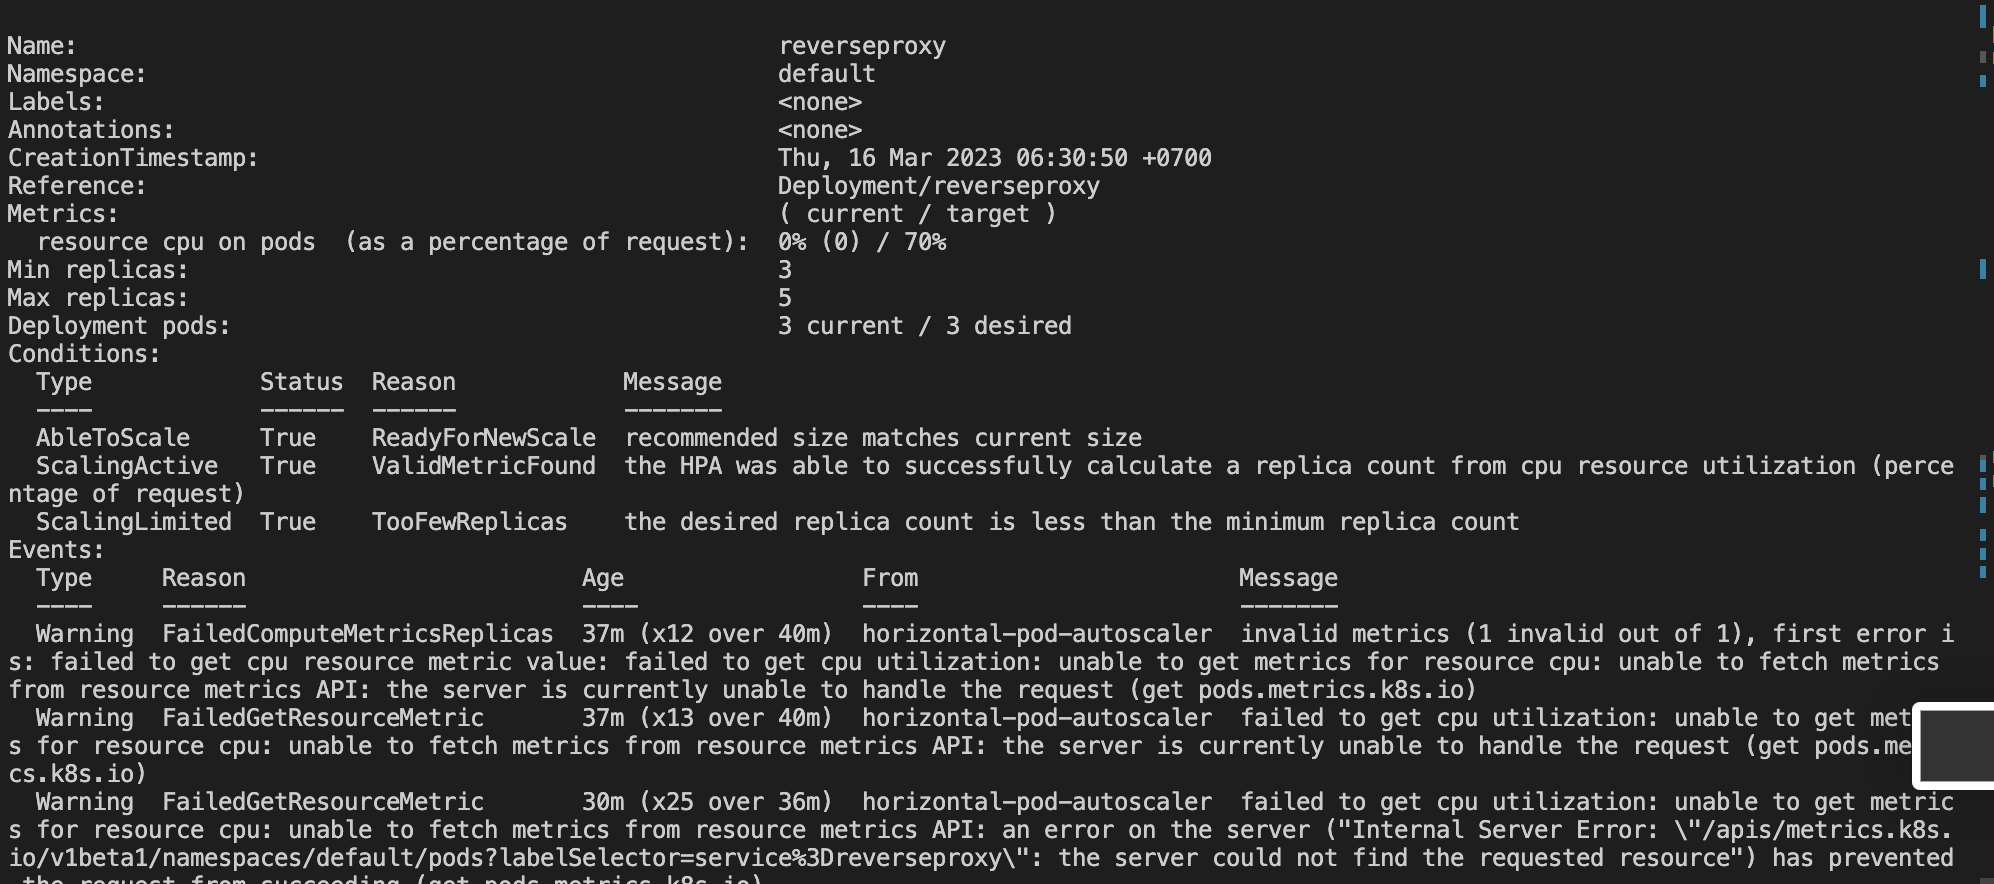 Name: reverseproxy
Namespace: default
Labels: <none>
Annotations: <none>
CreationTimestamp: Thu, 16 Mar 2023 06:30:50 +0700
Reference: Deployment/reverseproxy
Metrics: ( current / target )
resource cpu on pods (as a percentage of request): 0% (0) / 70%
Min replicas: 3
Max replicas: 5
Deployment pods: 3 current / 3 desired
Conditions:
Type Status Reason Message
---- ------ ------ -------
AbleToScale True ReadyForNewScale recommended size matches current size
ScalingActive True ValidMetricFound the HPA was able to successfully calculate a replica count from cpu resource utilization (perce
ntage of request)
ScalingLimited True TooFewReplicas the desired replica count is less than the minimum replica count
Events:
Type Reason Age From Message
---- ------ ---- ---- -------
Warning FailedComputeMetricsReplicas 37m (x12 over 40m) horizontal-pod-autoscaler invalid metrics (1 invalid out of 1), first error i
s: failed to get cpu resource metric value: failed to get cpu utilization: unable to get metrics for resource cpu: unable to fetch metrics
from resource metrics API: the server is currently unable to handle the request (get pods.metrics.k8s.io)
Warning FailedGetResourceMetric 37m (x13 over 40m) horizontal-pod-autoscaler failed to get cpu utilization: unable to get met
s for resource cpu: unable to fetch metrics from resource metrics API: the server is currently unable to handle the request (get pods.me
cs.k8s.io)
Warning FailedGetResourceMetric 30m (x25 over 36m) horizontal-pod-autoscaler failed to get cpu utilization: unable to get metric
s for resource cpu: unable to fetch metrics from resource metrics API: an error on the server ("Internal Server Error: \"/apis/metrics.k8s.
io/v1beta1/namespaces/default/pods?labelSelector=service%3Dreverseproxy\": the server could not find the requested resource") has prevented
the request from succeeding (get pods.metrics.k8s.io)